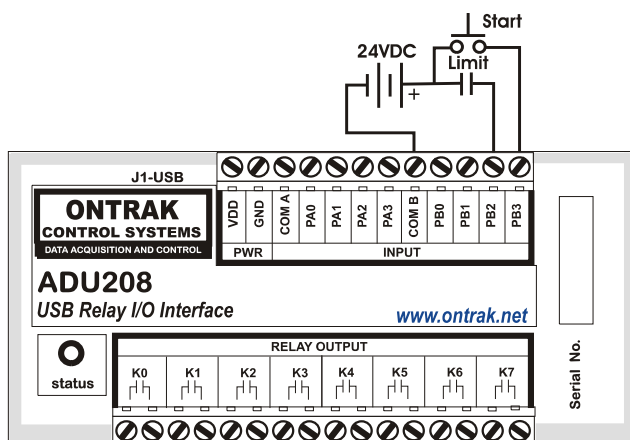 Start
24VDC
Limit
+
J1-USB
ONTRAK
CONTROL SYSTEMS
DATA ACQUISITION AND CONTROL
VDD GND COM A PA0 PA1 PA2 PA3 COM B PB0 PB1 PB2 PB3
PWR INPUT
ADU208
USB Relay I/O Interface
www.ontrak.net
RELAY OUTPUT
K0 K1 K2 K3 K4 K5 K6 K7
status
Serial No.